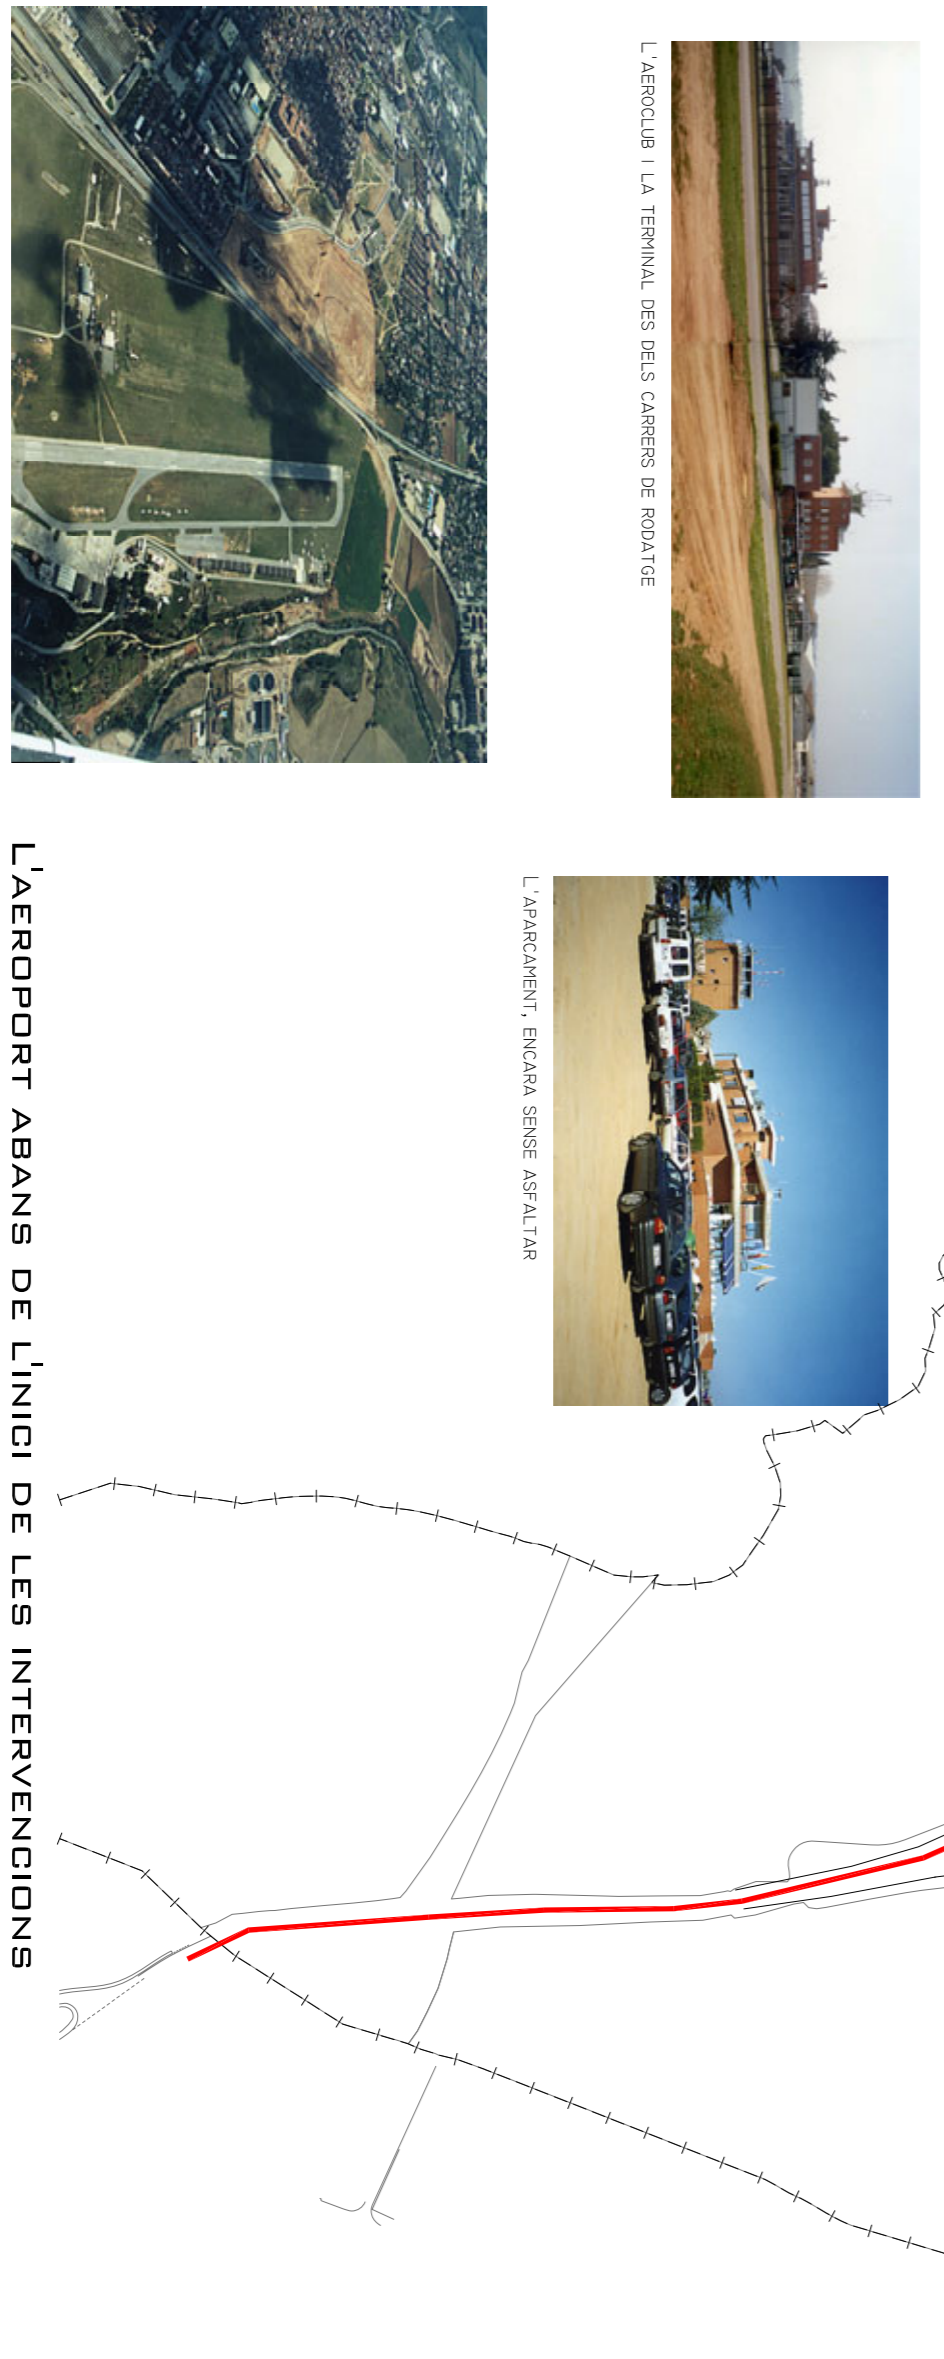 L'AEROCLUB I LA TERMINAL DES DELS CARRERS DE RODATGE
L'APARCAMENT, ENCARA SENSE ASFALTAR
L'AEROPORT ABANS DE L'INICI DE LES INTERVENCIONS